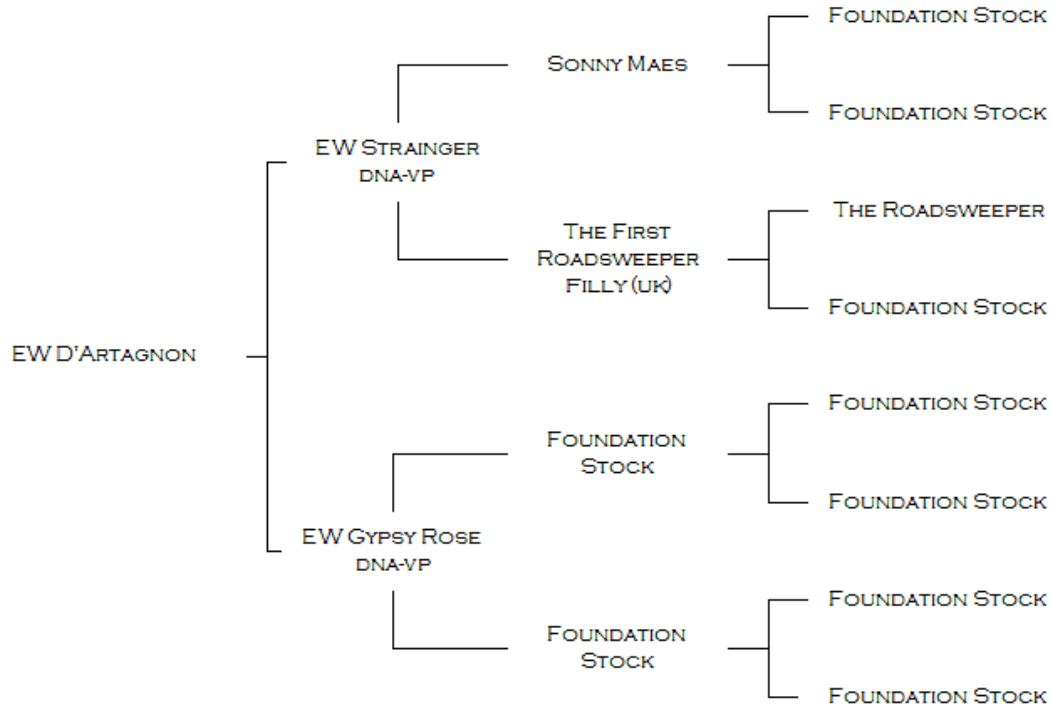 Foundation Stock
Sonny Maes
Foundation Stock
EW Strainger
DNA-VP
The Roadsweeper
The First
Roadsweeper
Filly (UK)
Foundation Stock
EW D'Artagnon
Foundation Stock
Foundation
Stock
Foundation Stock
EW Gypsy Rose
DNA-VP
Foundation Stock
Foundation
Stock
Foundation Stock